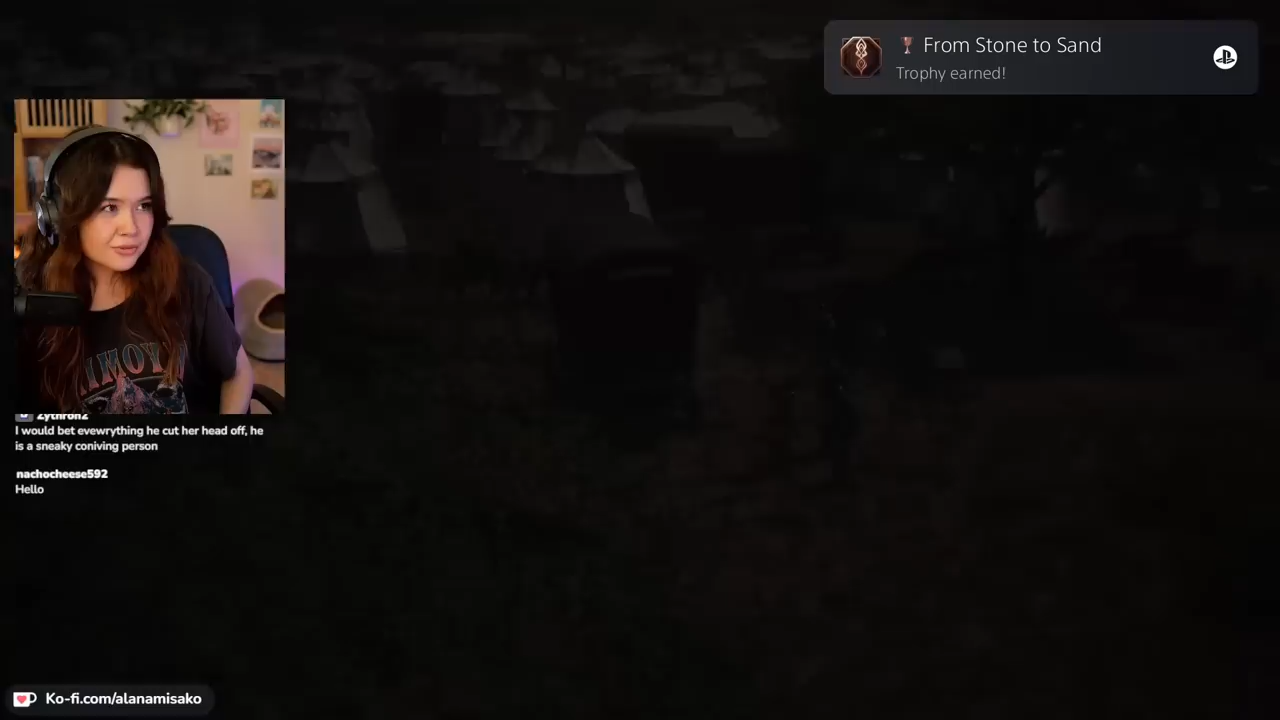 From Stone to Sand
Trophy earned!
Zythronz
I would bet evewrything he cut her head off, he
is a sneaky coniving person
nachocheese592
Hello
Ko-fi.com/alanamisako